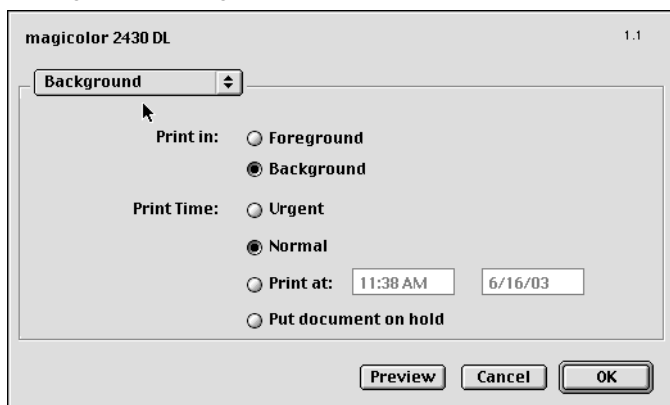 magicolor 2430 DL 1.1
Background
Print in: Foreground
Background
Print Time: Urgent
Normal
Print at: 11:38 AM 6/16/03
Put document on hold
Preview Cancel OK